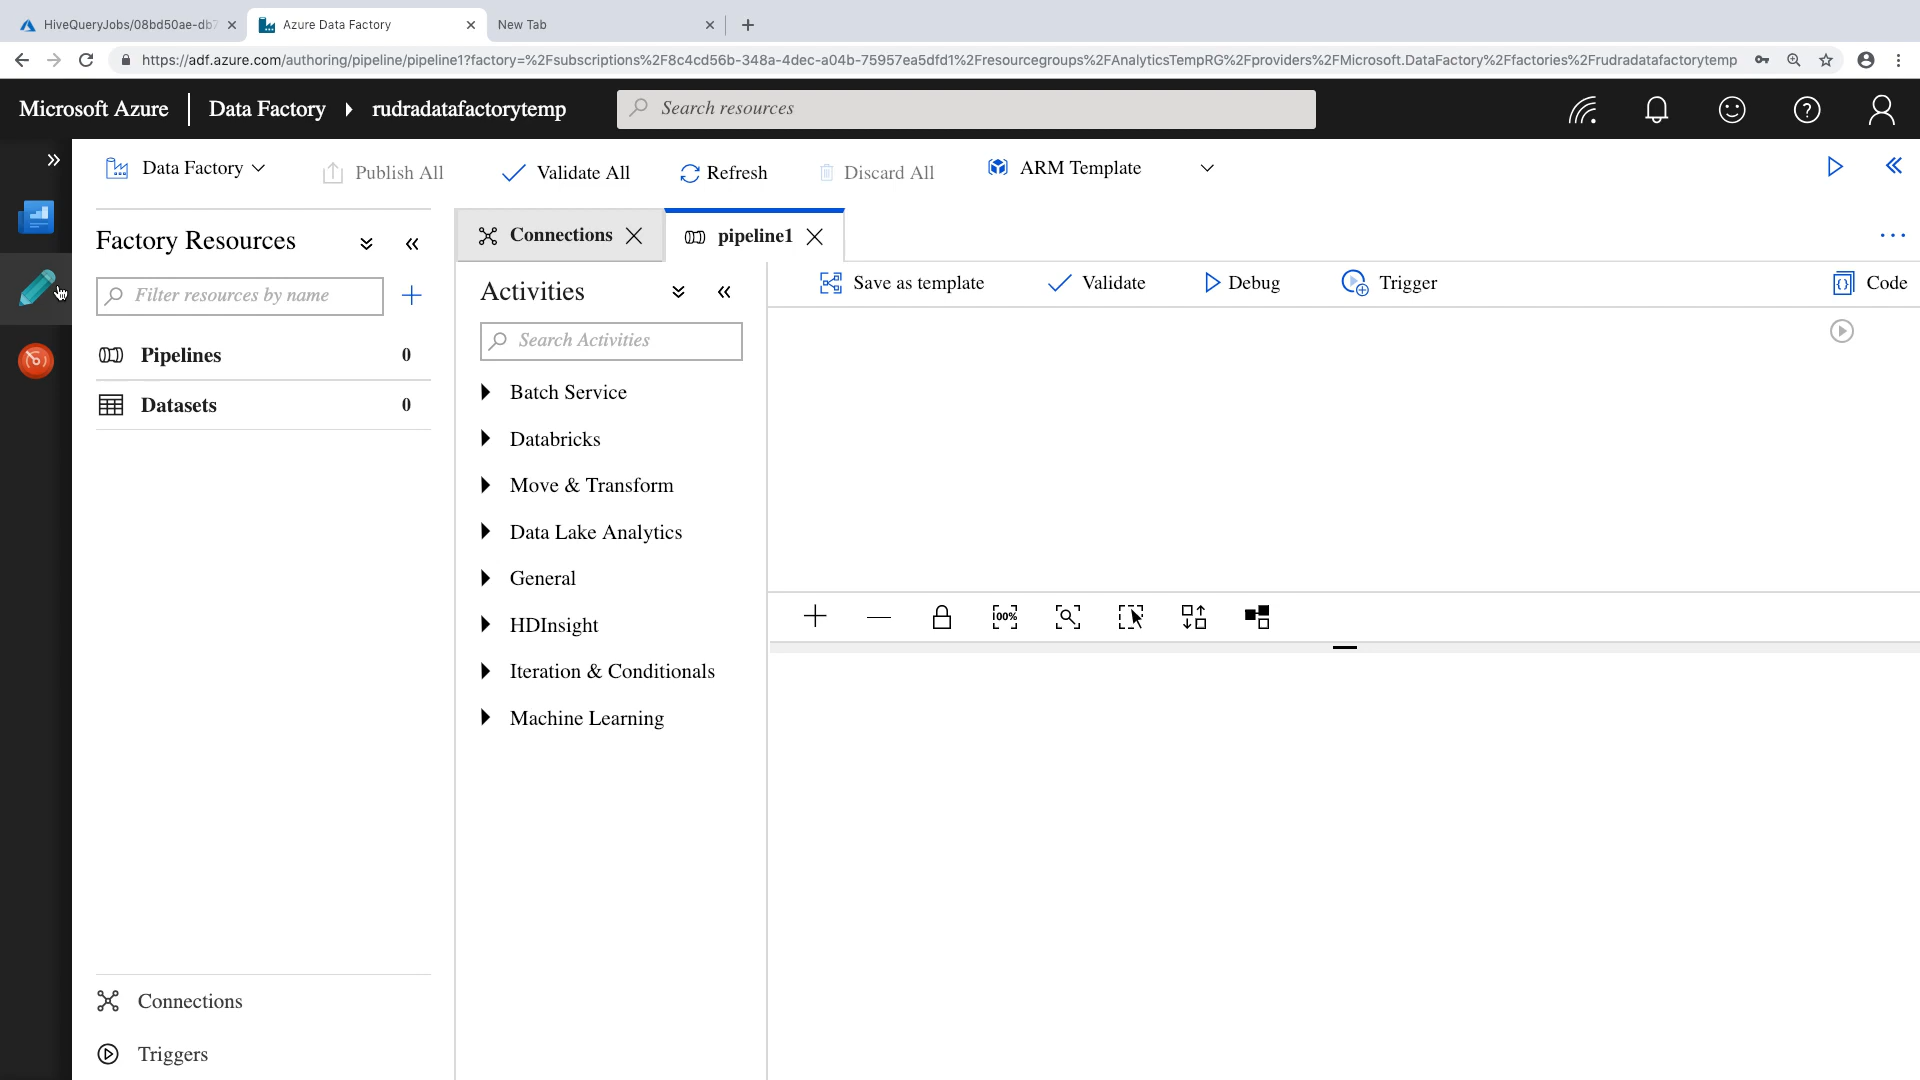 HiveQueryJobs/08bd50ae-db7
Azure Data Factory
New Tab
https://adf.azure.com/authoring/pipeline/pipeline1?factory=%2Fsubscriptions%2F8c4cd56b-348a-4dec-a04b-75957ea5dfd1%2Fresourcegroups%2FAnalyticsTempRG%2Fproviders%2FMicrosoft.DataFactory%2Ffactories%2Frudradatafactorytemp
Microsoft Azure
Data Factory
rudradatafactorytemp
Search resources
Data Factory
Publish All
Validate All
Refresh
Discard All
ARM Template
Factory Resources
Connections
pipeline1
Filter resources by name
Activities
Save as template
Validate
Debug
Trigger
Code
Search Activities
Pipelines 0
Datasets 0
Batch Service
Databricks
Move & Transform
Data Lake Analytics
General
HDInsight
Iteration & Conditionals
Machine Learning
100%
Connections
Triggers